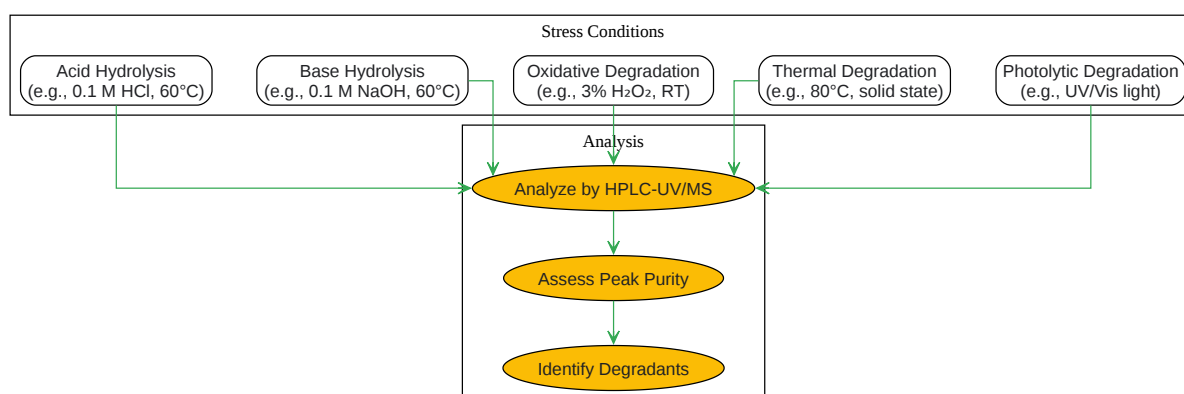 Stress Conditions
Acid Hydrolysis
(e.g., 0.1 M HCl, 60°C)
Base Hydrolysis
(e.g., 0.1 M NaOH, 60°C)
Oxidative Degradation
(e.g., 3% H₂O₂, RT)
Thermal Degradation
(e.g., 80°C, solid state)
Photolytic Degradation
(e.g., UV/Vis light)
Analysis
Analyze by HPLC-UV/MS
Assess Peak Purity
Identify Degradants